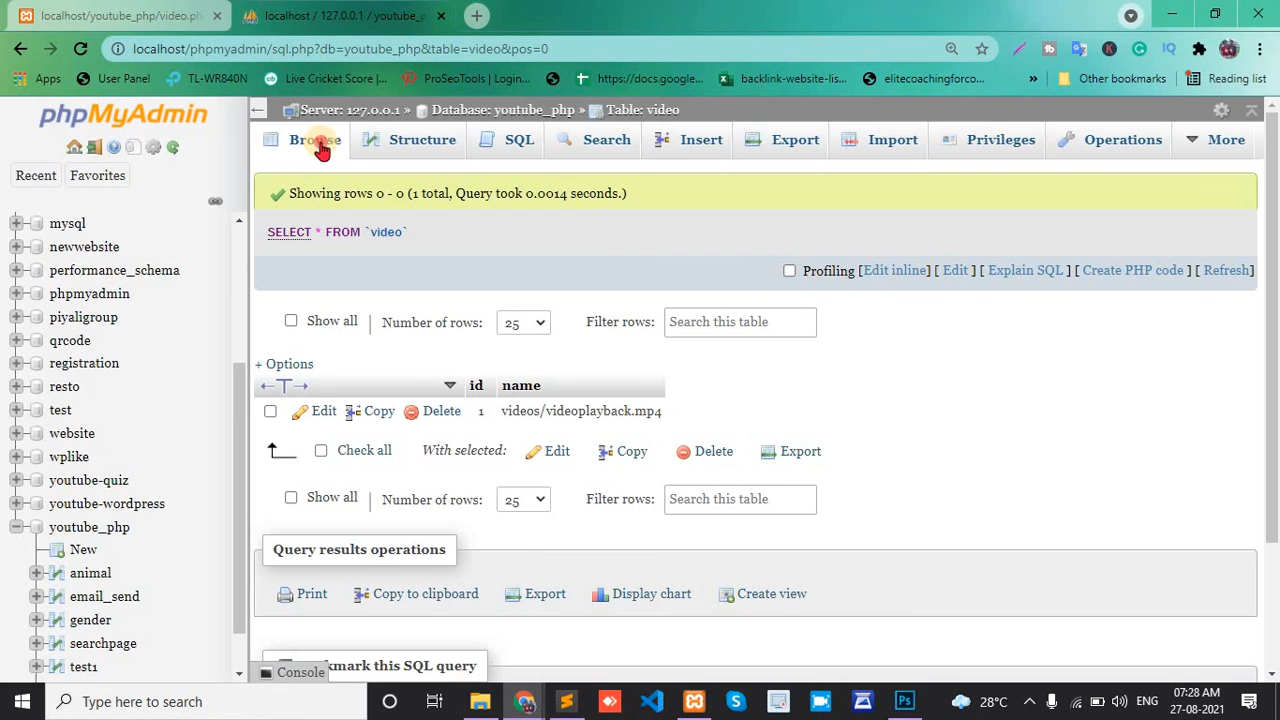 localhost/youtube_php/video.ph
localhost / 127.0.0.1 / youtube_p
localhost/phpmyadmin/sql.php?db=youtube_php&table=video&pos=0
Apps
User Panel
TL-WR840N
Live Cricket Score |...
ProSeoTools | Login...
https://docs.google...
backlink-website-lis...
elitecoachingforco...
»
Other bookmarks
Reading list
phpMyAdmin
Recent
Favorites
mysql
newwebsite
performance_schema
phpmyadmin
piyaligroup
qrcode
registration
resto
test
website
wplike
youtube-quiz
youtube-wordpress
youtube_php
New
animal
email_send
gender
searchpage
test1
Server: 127.0.0.1 » Database: youtube_php » Table: video
Browse Structure SQL Search Insert Export Import Privileges Operations More
Showing rows 0 - 0 (1 total, Query took 0.0014 seconds.)
SELECT * FROM `video`
Profiling [Edit inline] [ Edit ] [ Explain SQL ] [ Create PHP code ] [ Refresh]
Show all Number of rows: 25 Filter rows: Search this table
+ Options
id name
Edit Copy Delete 1 videos/videoplayback.mp4
Check all With selected: Edit Copy Delete Export
Show all Number of rows: 25 Filter rows: Search this table
Query results operations
Print Copy to clipboard Export Display chart Create view
kmark this SQL query
Console
Type here to search
28°C
ENG
07:28 AM
27-08-2021